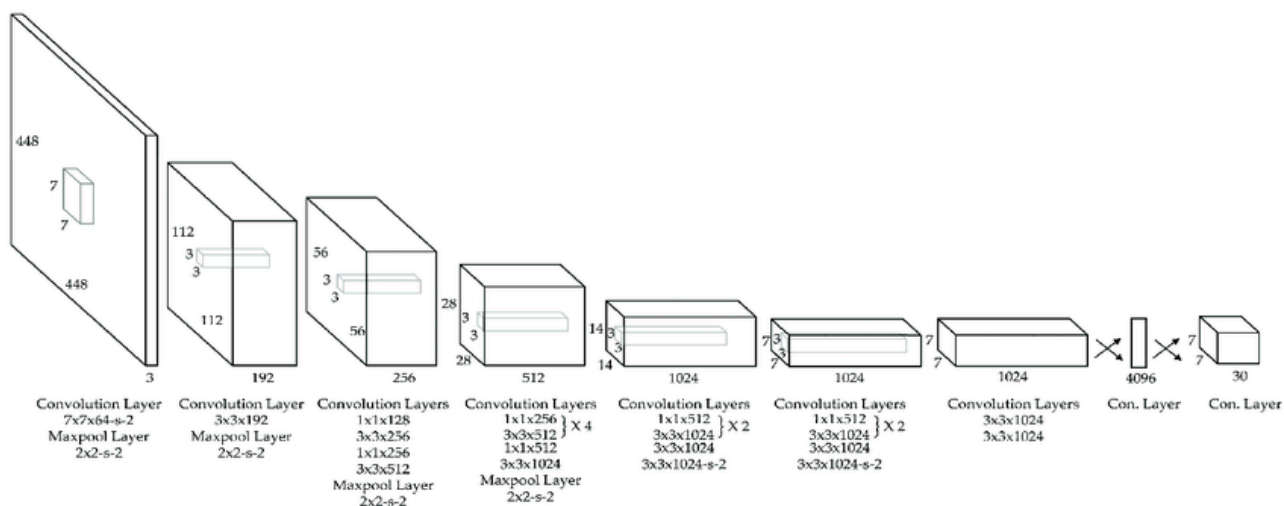 448
7
7
448
3
112
3
3
112
192
56
3
3
56
256
28
3
3
28
512
14
3
3
14
1024
7
3
3
7
1024
7
7
1024
4096
7
7
30
Convolution Layer
7x7x64-s-2
Maxpool Layer
2x2-s-2
Convolution Layer
3x3x192
Maxpool Layer
2x2-s-2
Convolution Layers
1x1x128
3x3x256
1x1x256
3x3x512
Maxpool Layer
2x2-s-2
Convolution Layers
1x1x256
3x3x512 } X 4
1x1x512
3x3x1024
Maxpool Layer
2x2-s-2
Convolution Layers
1x1x512
3x3x1024 } X 2
3x3x1024
3x3x1024-s-2
Convolution Layers
1x1x512
3x3x1024 } X 2
3x3x1024
3x3x1024-s-2
Convolution Layers
3x3x1024
3x3x1024
Con. Layer
Con. Layer